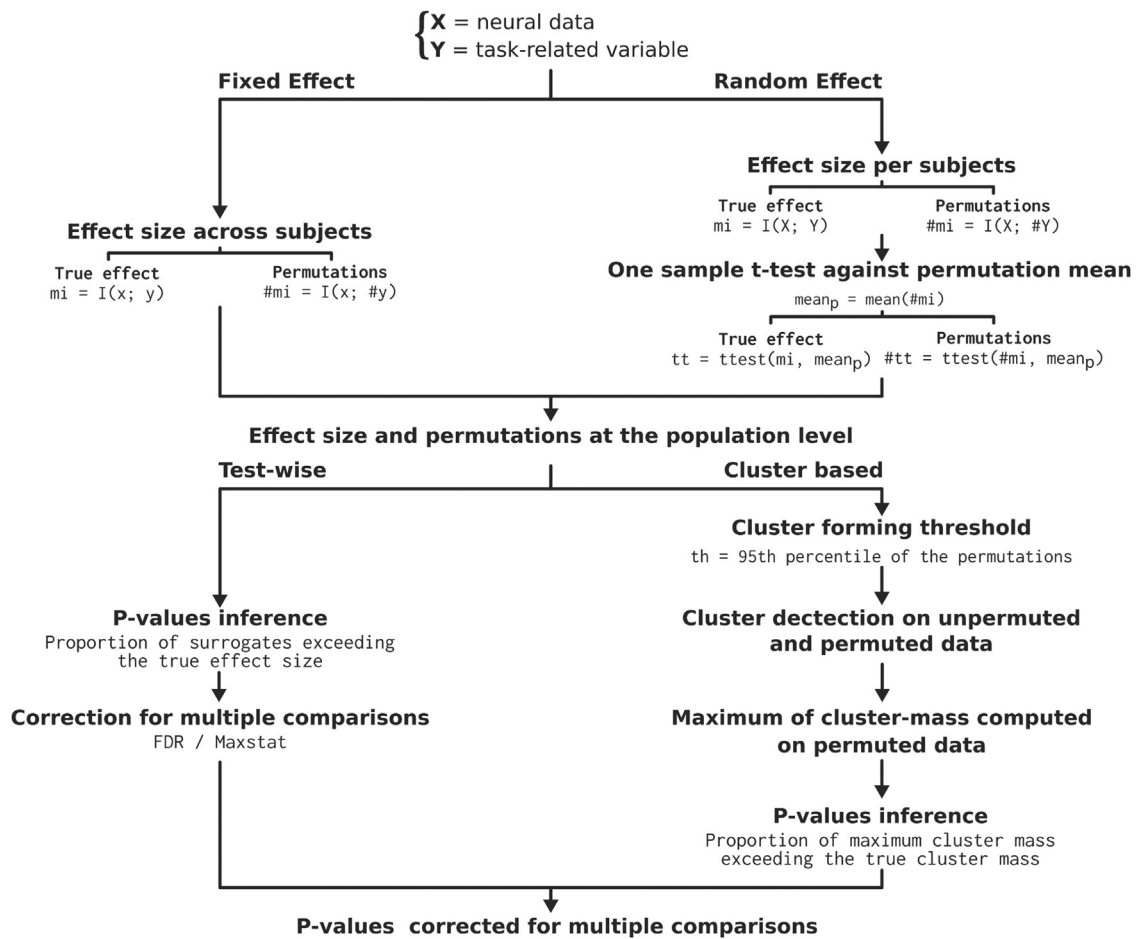 X = neural data
Y = task-related variable
Fixed Effect
Random Effect
Effect size per subjects
True effect
mi = I(X; Y)
Permutations
#mi = I(X; #Y)
Effect size across subjects
True effect
mi = I(x; y)
Permutations
#mi = I(x; #y)
One sample t-test against permutation mean
meanp = mean(#mi)
True effect
tt = ttest(mi, meanp)
Permutations
#tt = ttest(#mi, meanp)
Effect size and permutations at the population level
Test-wise
Cluster based
Cluster forming threshold
th = 95th percentile of the permutations
P-values inference
Proportion of surrogates exceeding
the true effect size
Correction for multiple comparisons
FDR / Maxstat
Cluster dectection on unpermuted
and permuted data
Maximum of cluster-mass computed
on permuted data
P-values inference
Proportion of maximum cluster mass
exceeding the true cluster mass
P-values corrected for multiple comparisons